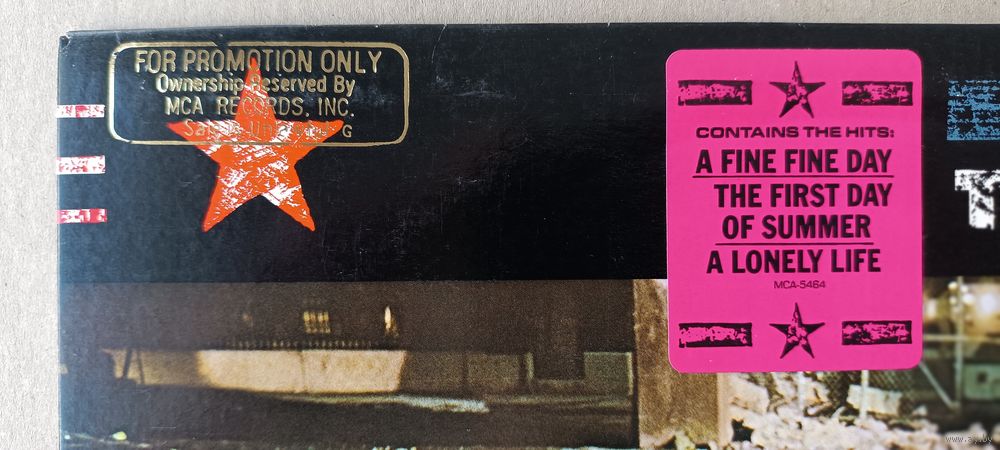 FOR PROMOTION ONLY
Ownership Reserved By
MCA RECORDS, INC.
CONTAINS THE HITS:
A FINE FINE DAY
THE FIRST DAY
OF SUMMER
A LONELY LIFE
MCA-5464
T